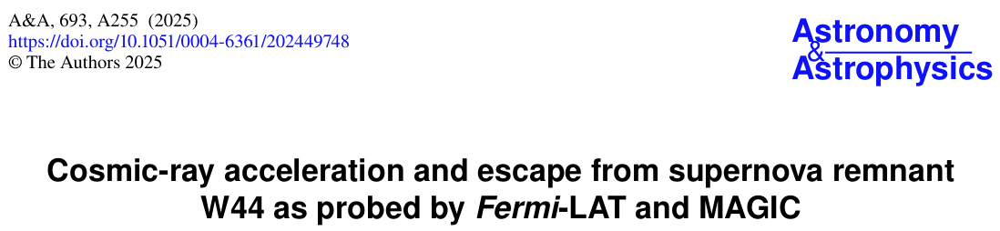 A&A, 693, A255 (2025)
https://doi.org/10.1051/0004-6361/202449748
© The Authors 2025
Astronomy
&
Astrophysics
Cosmic-ray acceleration and escape from supernova remnant
W44 as probed by Fermi-LAT and MAGIC